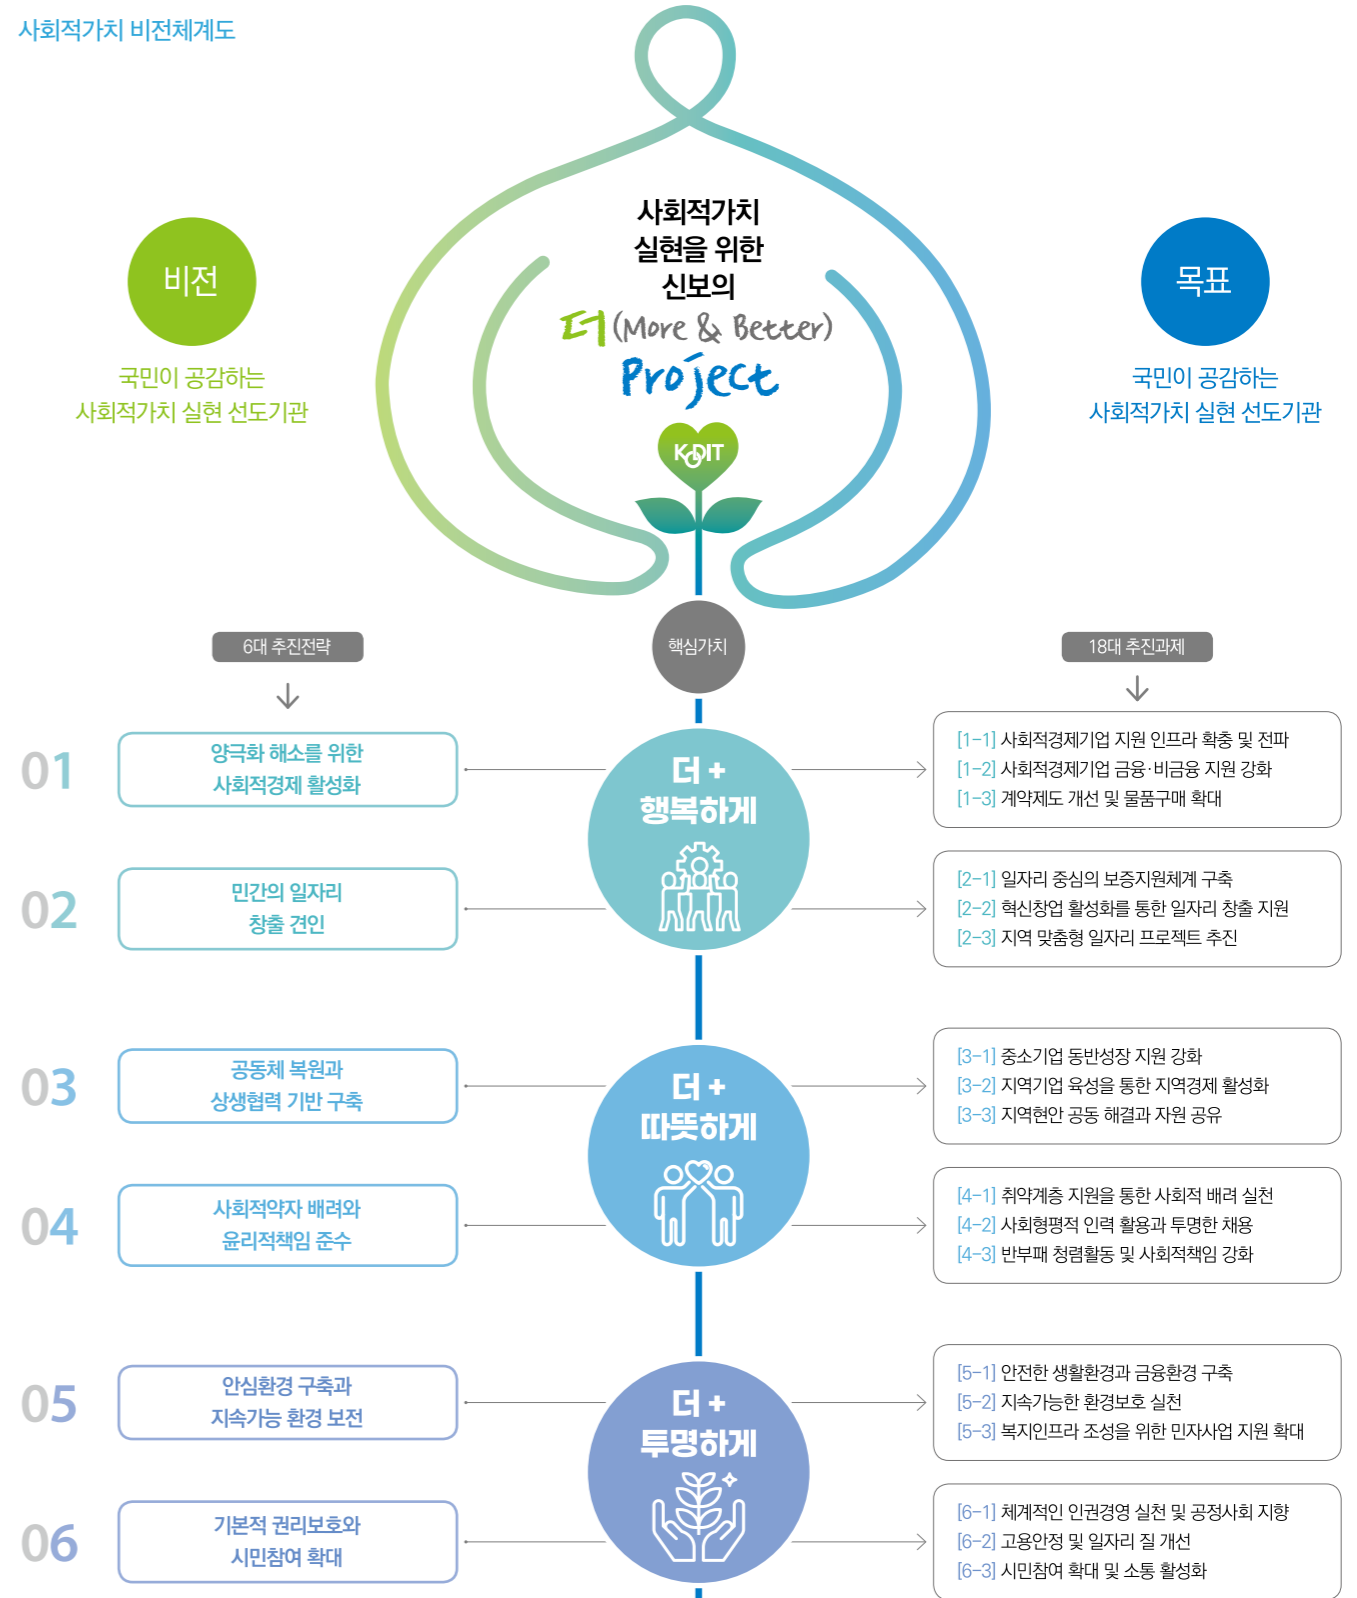 사회적가치 비전체계도
사회적가치
실현을 위한
신보의
더(More & Better)
Project
KODIT
비전
국민이 공감하는
사회적가치 실현 선도기관
목표
국민이 공감하는
사회적가치 실현 선도기관
6대 추진전략
핵심가치
18대 추진과제
01
양극화 해소를 위한
사회적경제 활성화
더 +
행복하게
[1-1] 사회적경제기업 지원 인프라 확충 및 전파
[1-2] 사회적경제기업 금융·비금융 지원 강화
[1-3] 계약제도 개선 및 물품구매 확대
02
민간의 일자리
창출 견인
[2-1] 일자리 중심의 보증지원체계 구축
[2-2] 혁신창업 활성화를 통한 일자리 창출 지원
[2-3] 지역 맞춤형 일자리 프로젝트 추진
03
공동체 복원과
상생협력 기반 구축
더 +
따뜻하게
[3-1] 중소기업 동반성장 지원 강화
[3-2] 지역기업 육성을 통한 지역경제 활성화
[3-3] 지역현안 공동 해결과 자원 공유
04
사회적약자 배려와
윤리적책임 준수
[4-1] 취약계층 지원을 통한 사회적 배려 실천
[4-2] 사회형평적 인력 활용과 투명한 채용
[4-3] 반부패 청렴활동 및 사회적책임 강화
05
안심환경 구축과
지속가능 환경 보전
더 +
투명하게
[5-1] 안전한 생활환경과 금융환경 구축
[5-2] 지속가능한 환경보호 실천
[5-3] 복지인프라 조성을 위한 민자사업 지원 확대
06
기본적 권리보호와
시민참여 확대
[6-1] 체계적인 인권경영 실천 및 공정사회 지향
[6-2] 고용안정 및 일자리 질 개선
[6-3] 시민참여 확대 및 소통 활성화